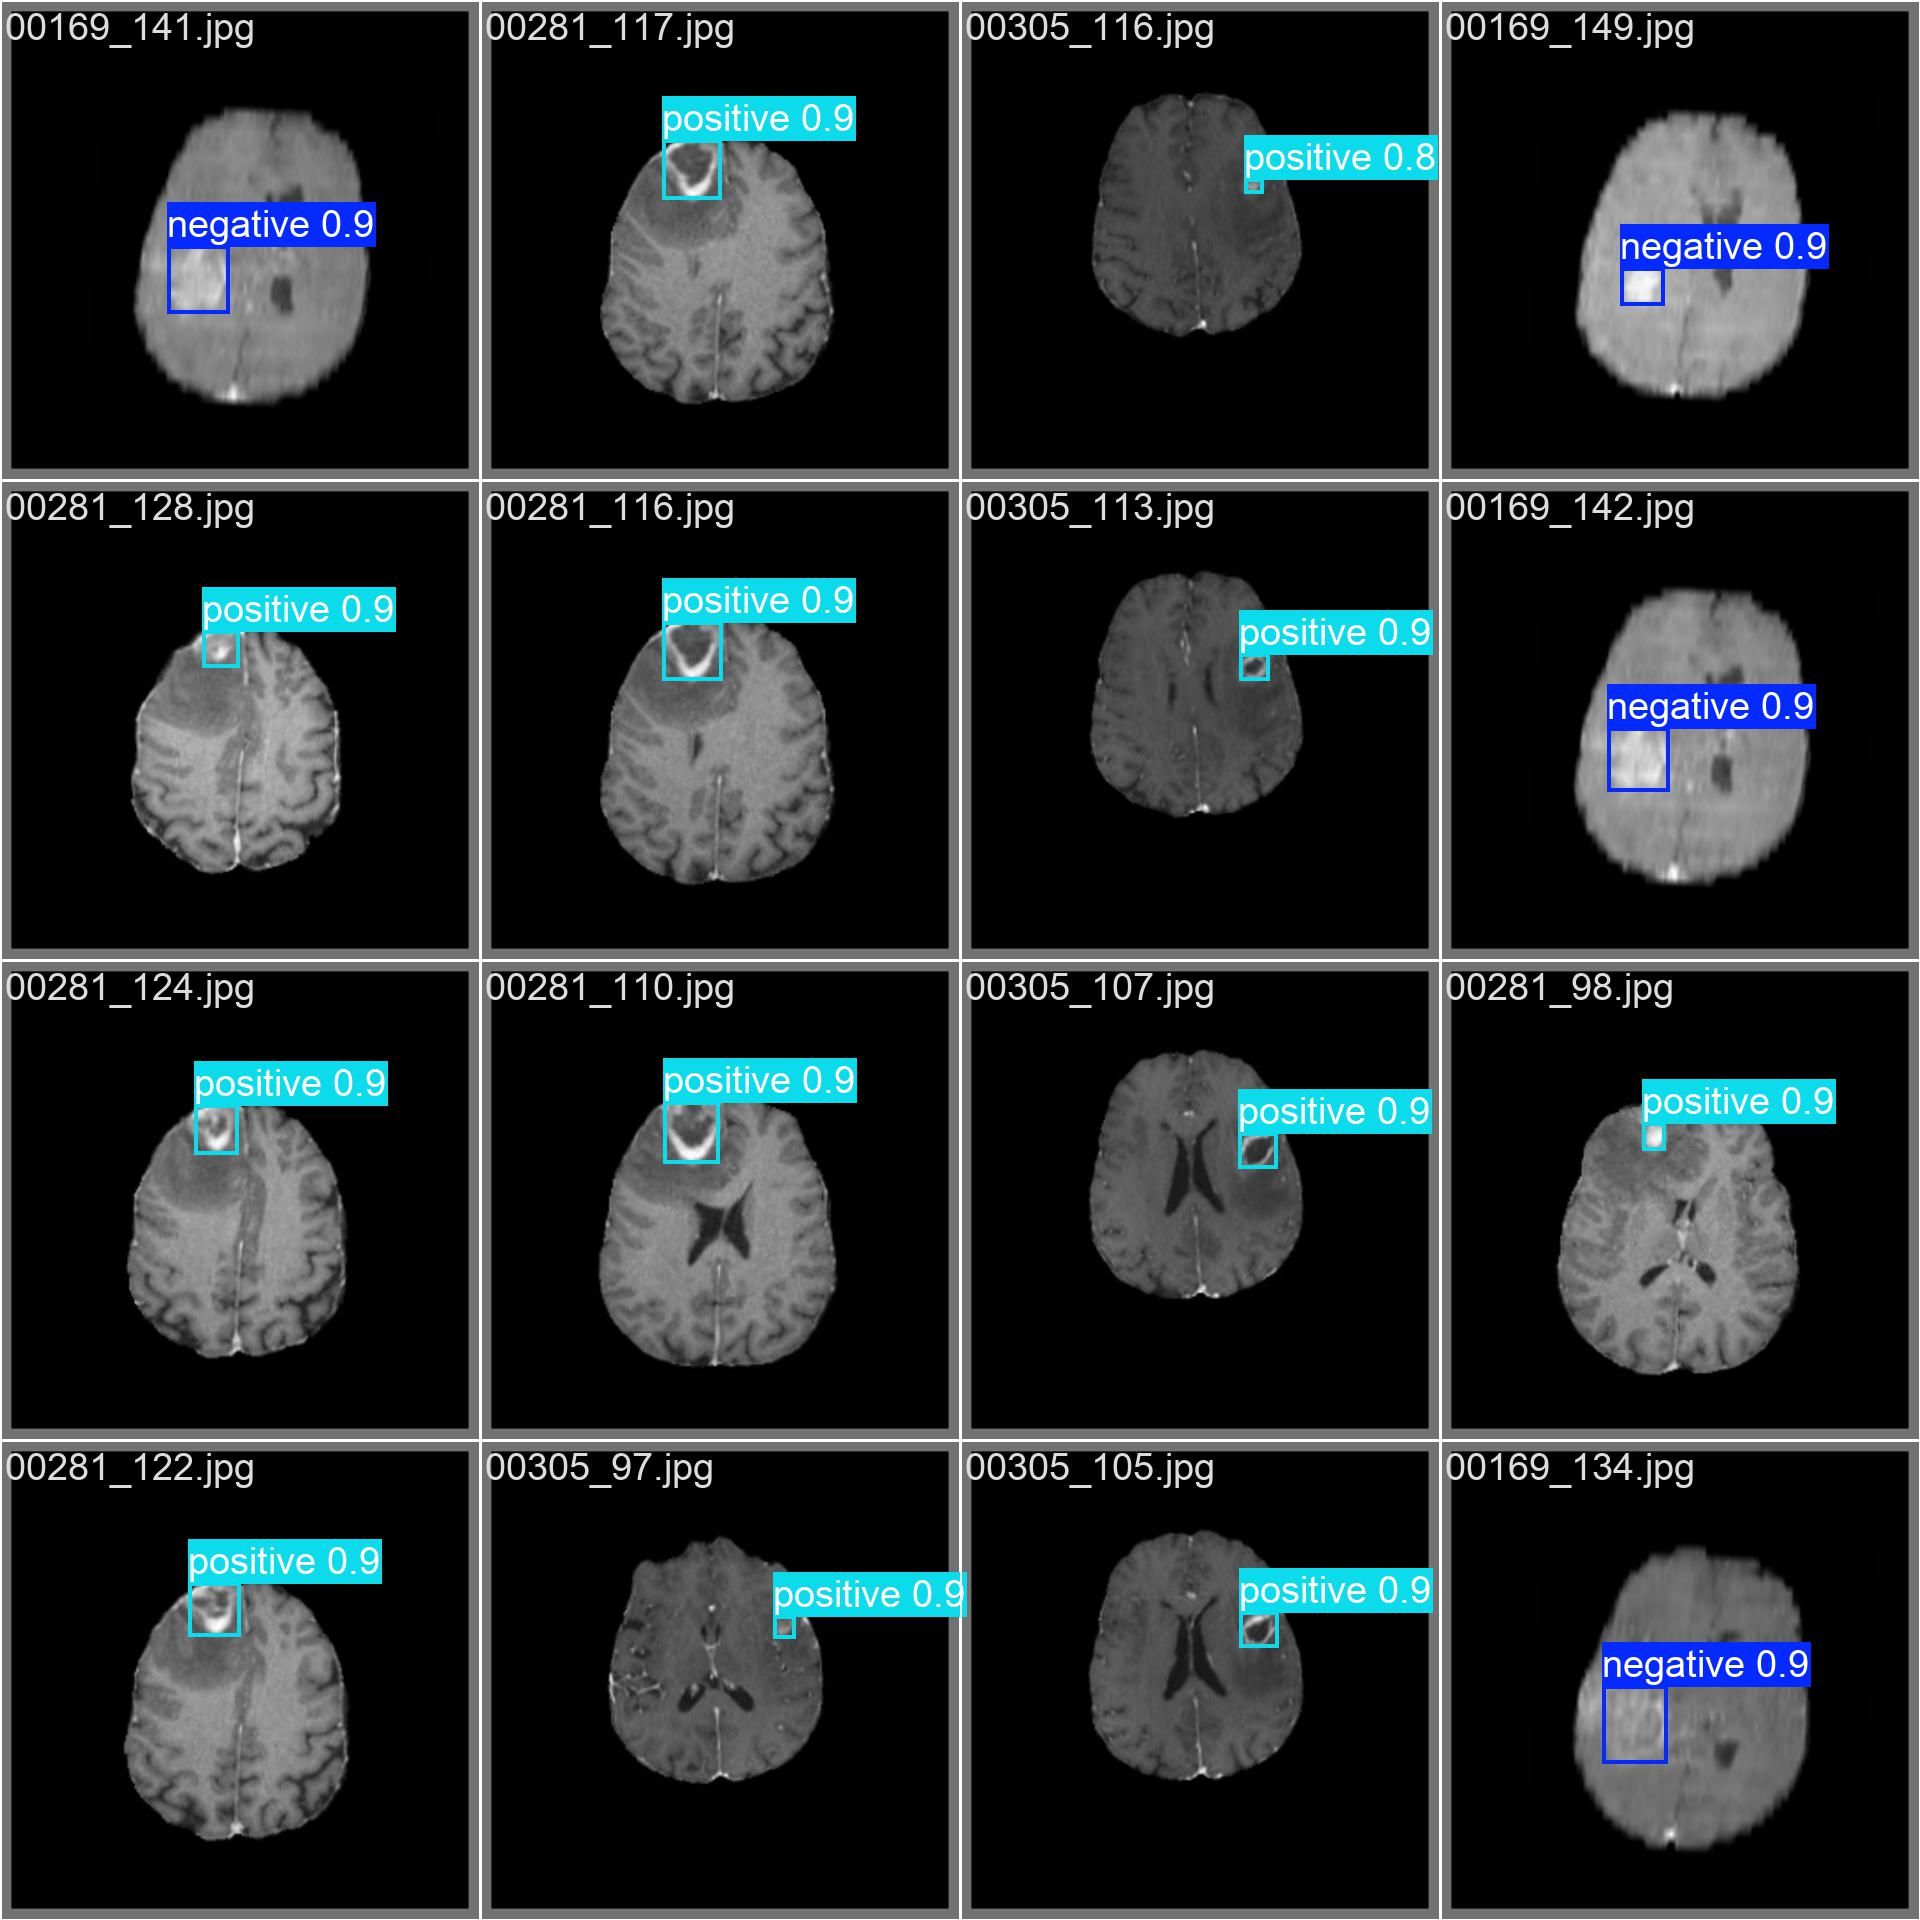 00169_141.jpg
negative 0.9
00281_117.jpg
positive 0.9
00305_116.jpg
positive 0.8
00169_149.jpg
negative 0.9
00281_128.jpg
positive 0.9
00281_116.jpg
positive 0.9
00305_113.jpg
positive 0.9
00169_142.jpg
negative 0.9
00281_124.jpg
positive 0.9
00281_110.jpg
positive 0.9
00305_107.jpg
positive 0.9
00281_98.jpg
positive 0.9
00281_122.jpg
positive 0.9
00305_97.jpg
positive 0.9
00305_105.jpg
positive 0.9
00169_134.jpg
negative 0.9